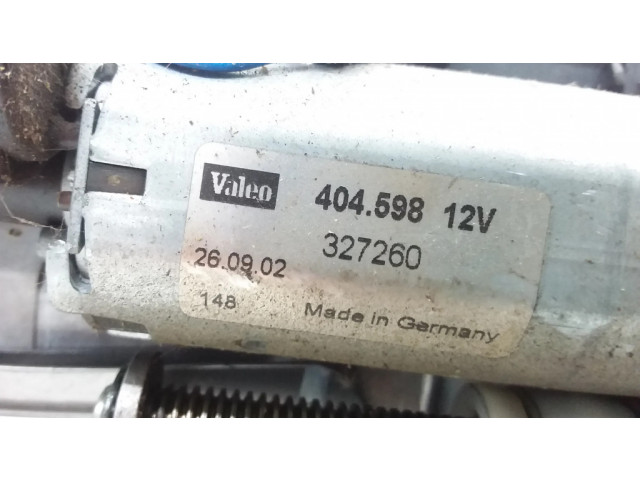 Valeo 404.598 12V
327260
26.09.02
148 Made in Germany